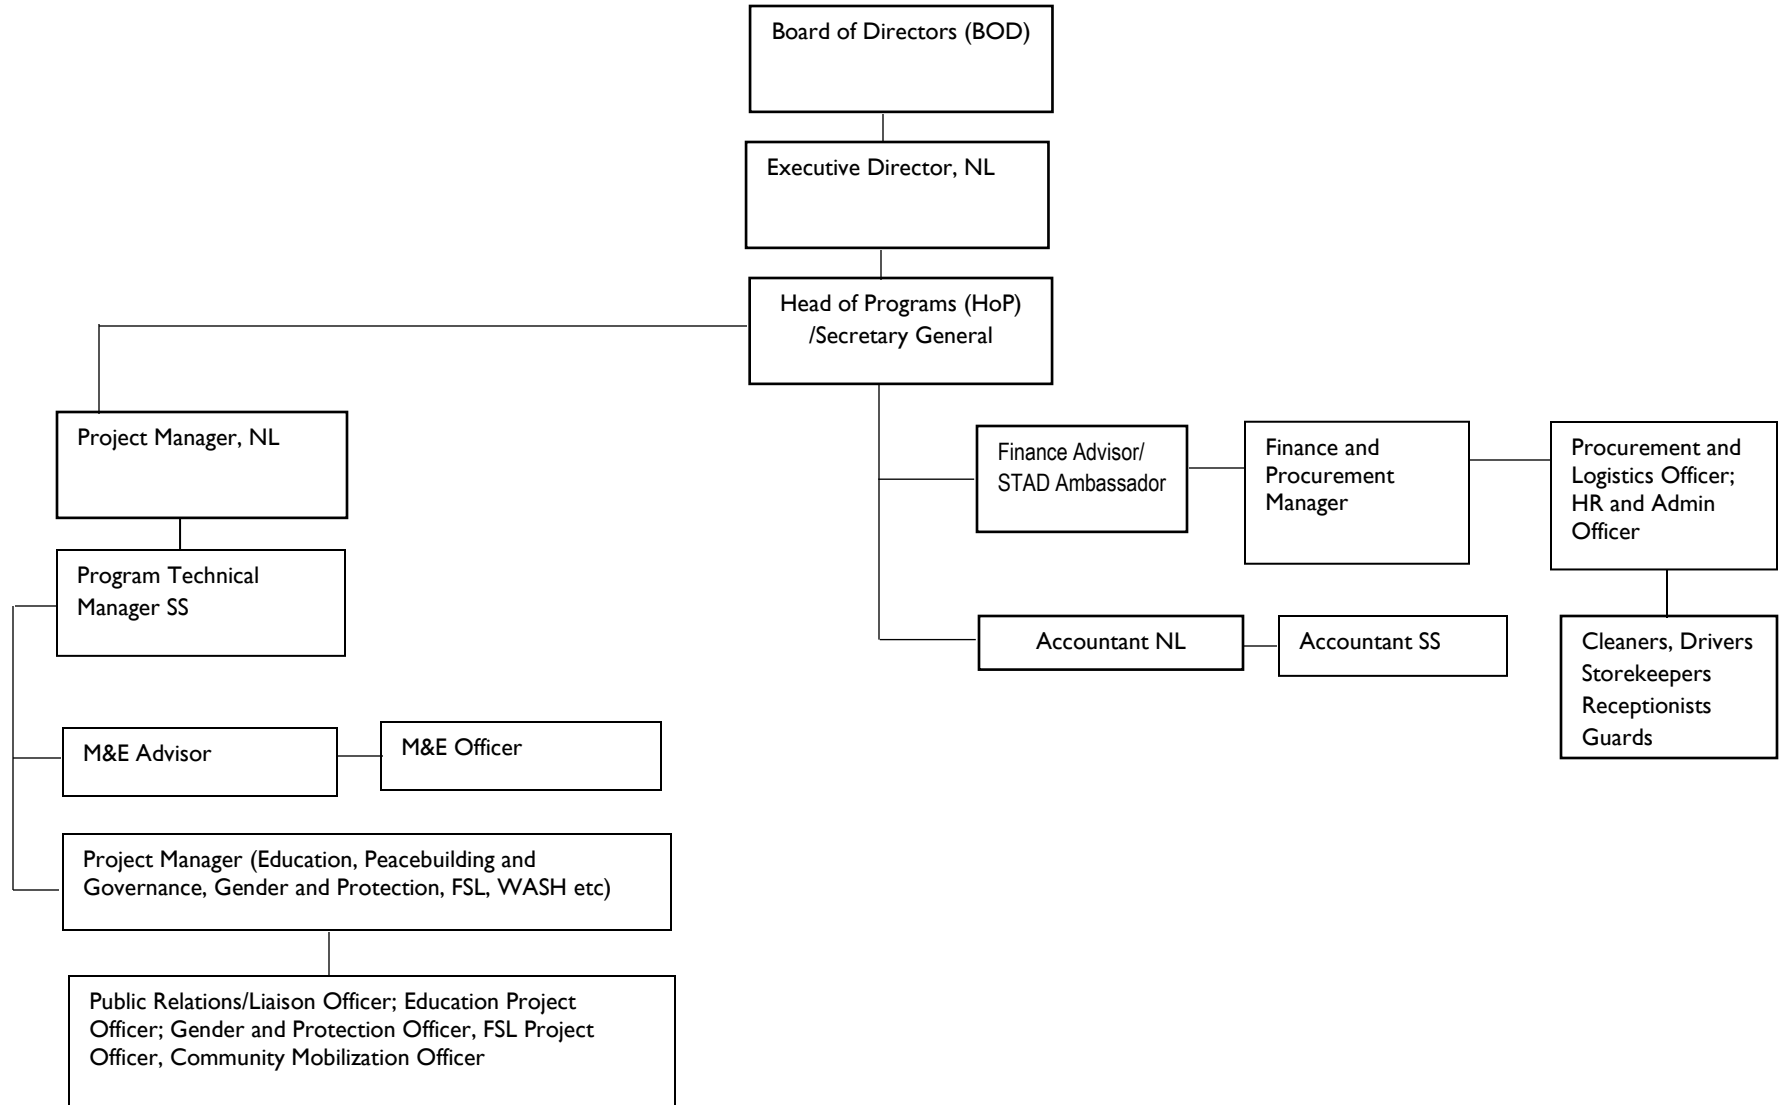 Board of Directors (BOD)
Executive Director, NL
Head of Programs (HoP)
/Secretary General
Project Manager, NL
Finance Advisor/
STAD Ambassador
Finance and
Procurement
Manager
Procurement and
Logistics Officer;
HR and Admin
Officer
Program Technical
Manager SS
Accountant NL
Accountant SS
Cleaners, Drivers
Storekeepers
Receptionists
Guards
M&E Advisor
M&E Officer
Project Manager (Education, Peacebuilding and
Governance, Gender and Protection, FSL, WASH etc)
Public Relations/Liaison Officer; Education Project
Officer; Gender and Protection Officer, FSL Project
Officer, Community Mobilization Officer